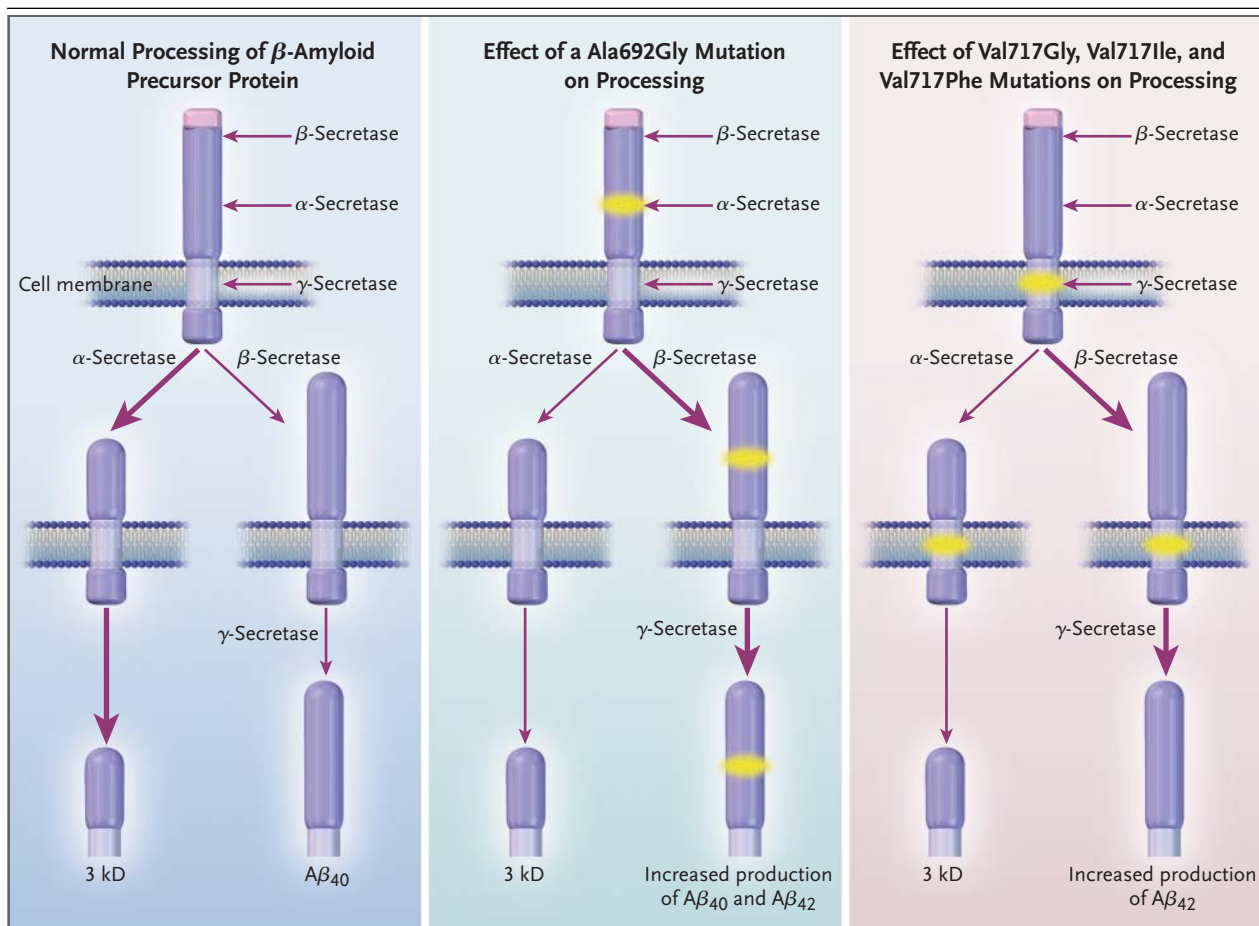 Normal Processing of β-Amyloid
Precursor Protein
β-Secretase
α-Secretase
Cell membrane
γ-Secretase
α-Secretase
β-Secretase
γ-Secretase
3 kD
Aβ40
Effect of a Ala692Gly Mutation
on Processing
β-Secretase
α-Secretase
γ-Secretase
α-Secretase
β-Secretase
γ-Secretase
3 kD
Increased production
of Aβ40 and Aβ42
Effect of Val717Gly, Val717Ile, and
Val717Phe Mutations on Processing
β-Secretase
α-Secretase
γ-Secretase
α-Secretase
β-Secretase
γ-Secretase
3 kD
Increased production
of Aβ42